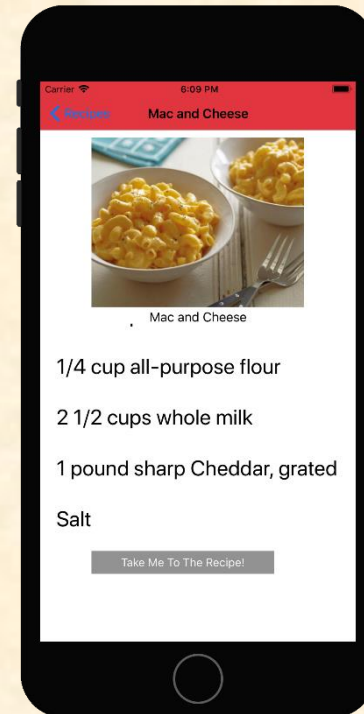 Carrier 6:09 PM
Recipes Mac and Cheese
Mac and Cheese
1/4 cup all-purpose flour
2 1/2 cups whole milk
1 pound sharp Cheddar, grated
Salt
Take Me To The Recipe!